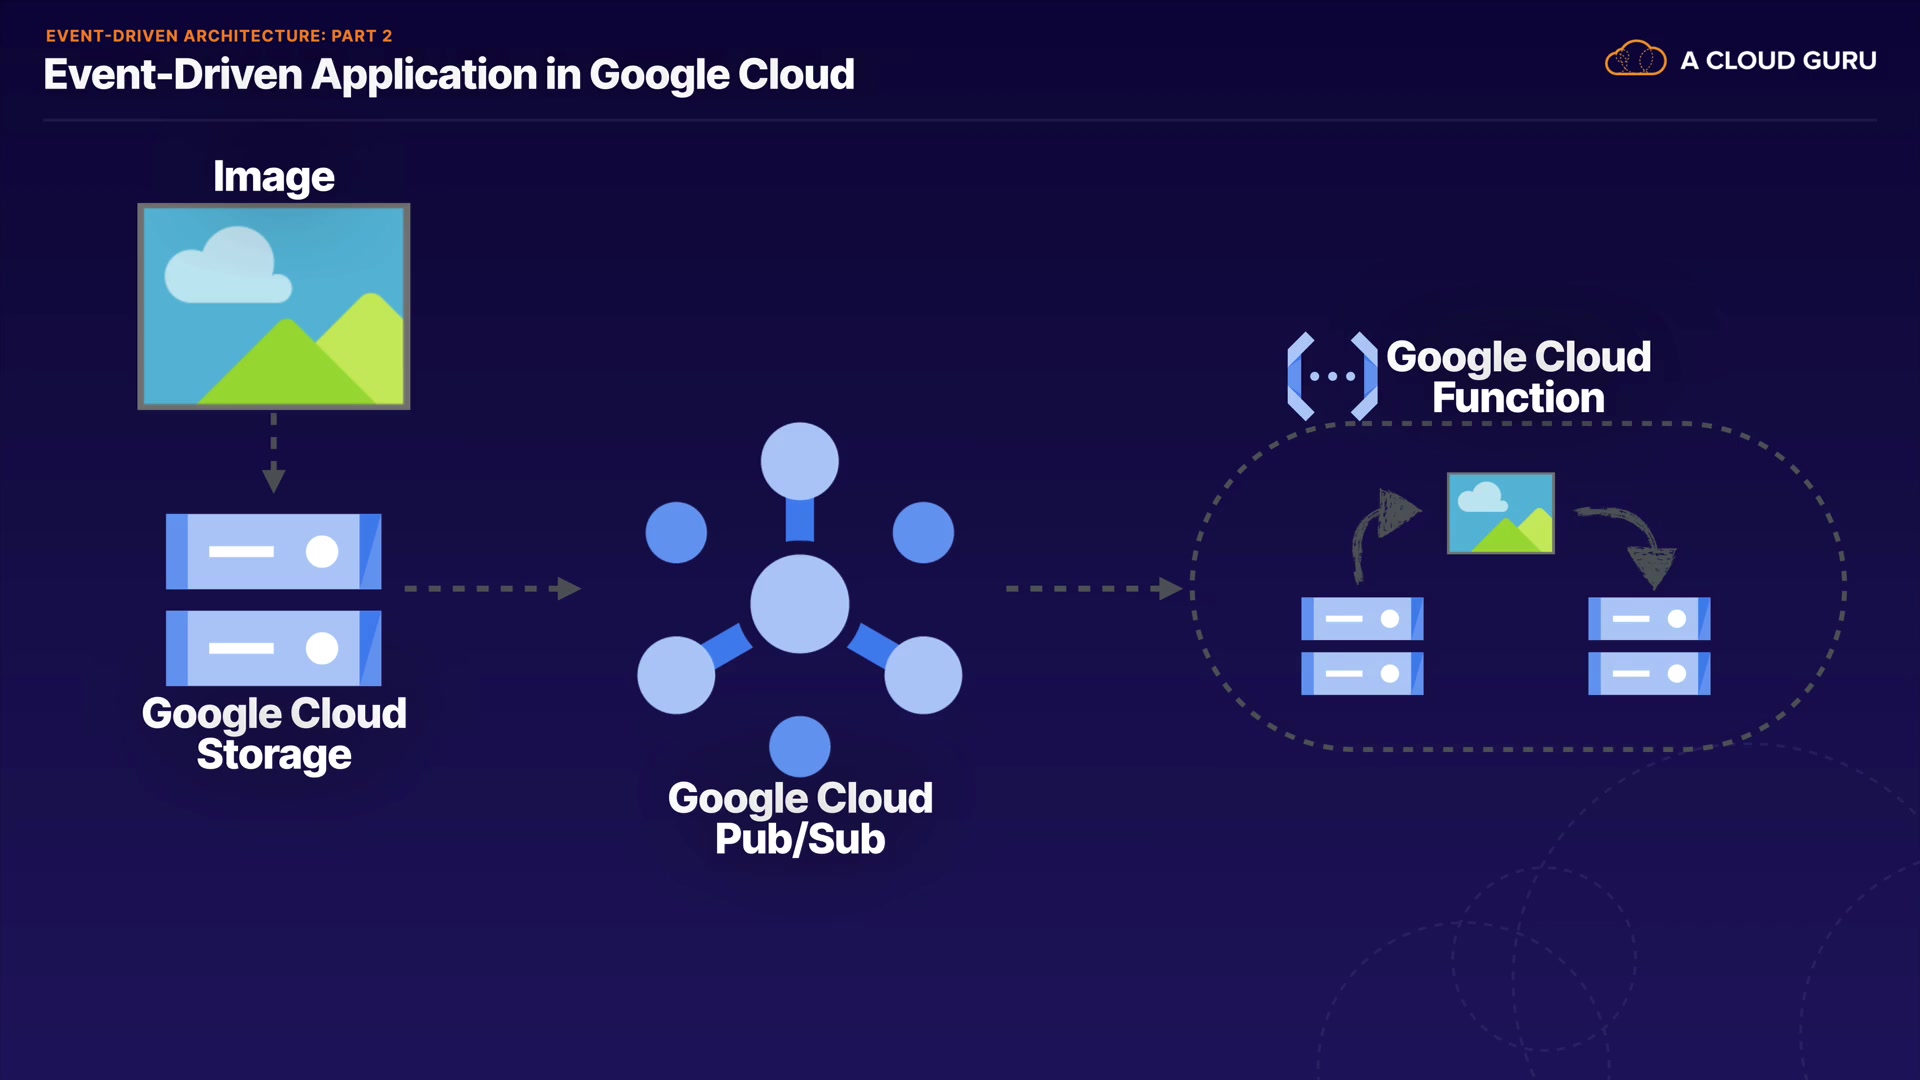 EVENT-DRIVEN ARCHITECTURE: PART 2
Event-Driven Application in Google Cloud
A CLOUD GURU
Image
Google Cloud
Storage
Google Cloud
Pub/Sub
Google Cloud
Function